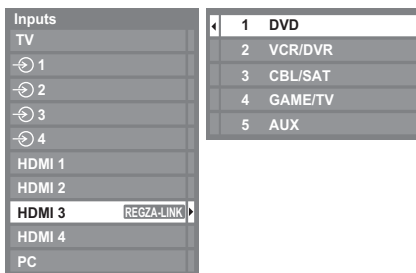 Inputs
TV
1
2
3
4
HDMI 1
HDMI 2
HDMI 3 REGZA-LINK
HDMI 4
PC
1 DVD
2 VCR/DVR
3 CBL/SAT
4 GAME/TV
5 AUX